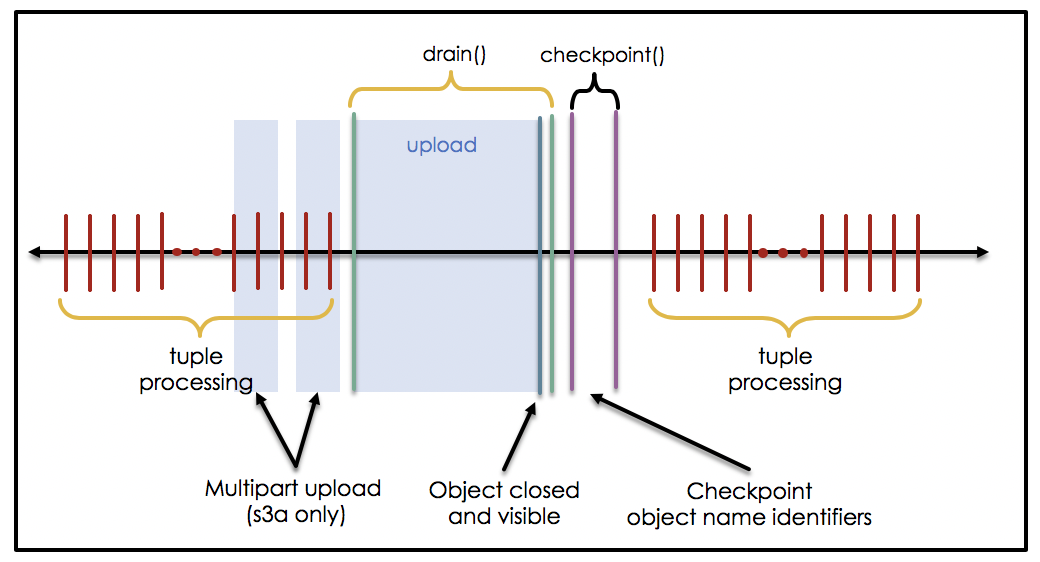 drain()
checkpoint()
upload
tuple
processing
tuple
processing
Multipart upload
(s3a only)
Object closed
and visible
Checkpoint
object name identifiers